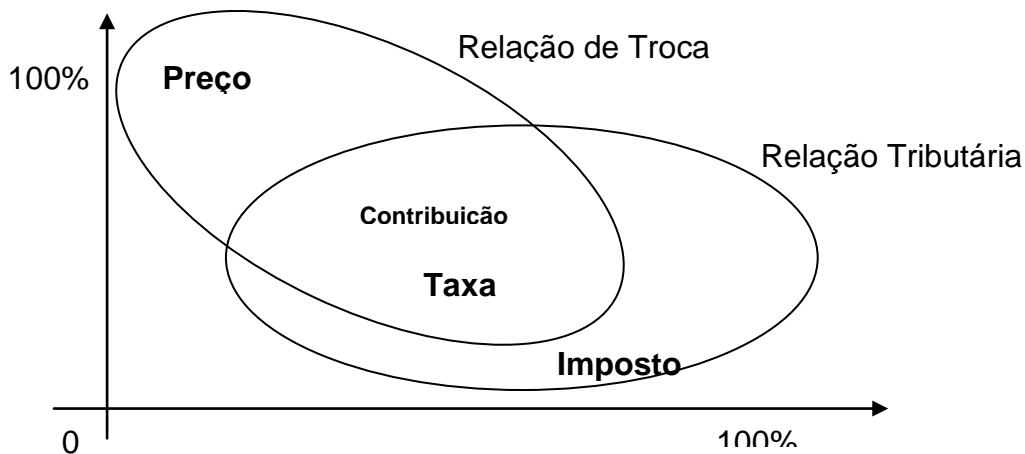 Relação de Troca
100%
Preço
Relação Tributária
Contribuicão
Taxa
Imposto
0
100%